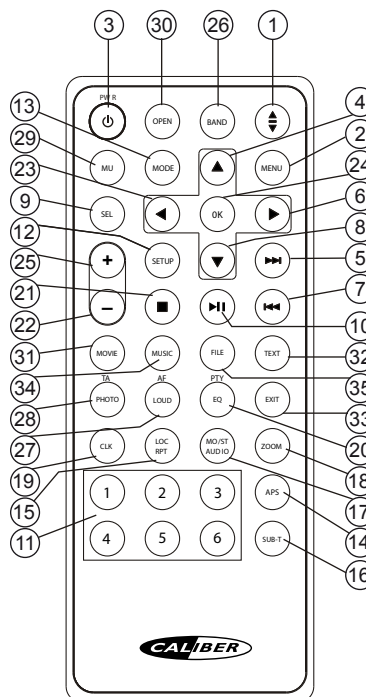 3 30 26 1
PWR
OPEN BAND
4
13
29
MU MODE MENU
2
23
24
9
SEL OK
6
12
8
25
+ SETUP
5
21
7
22
−
10
31
MOVIE MUSIC FILE TEXT
32
34
TA AF PTY
35
28
PHOTO LOUD EQ EXIT
33
27
20
19
CLK LOC RPT MO/ST AUDIO ZOOM
18
15
17
11
1 2 3 APS
14
4 5 6 SUB-T
16
CALIBER